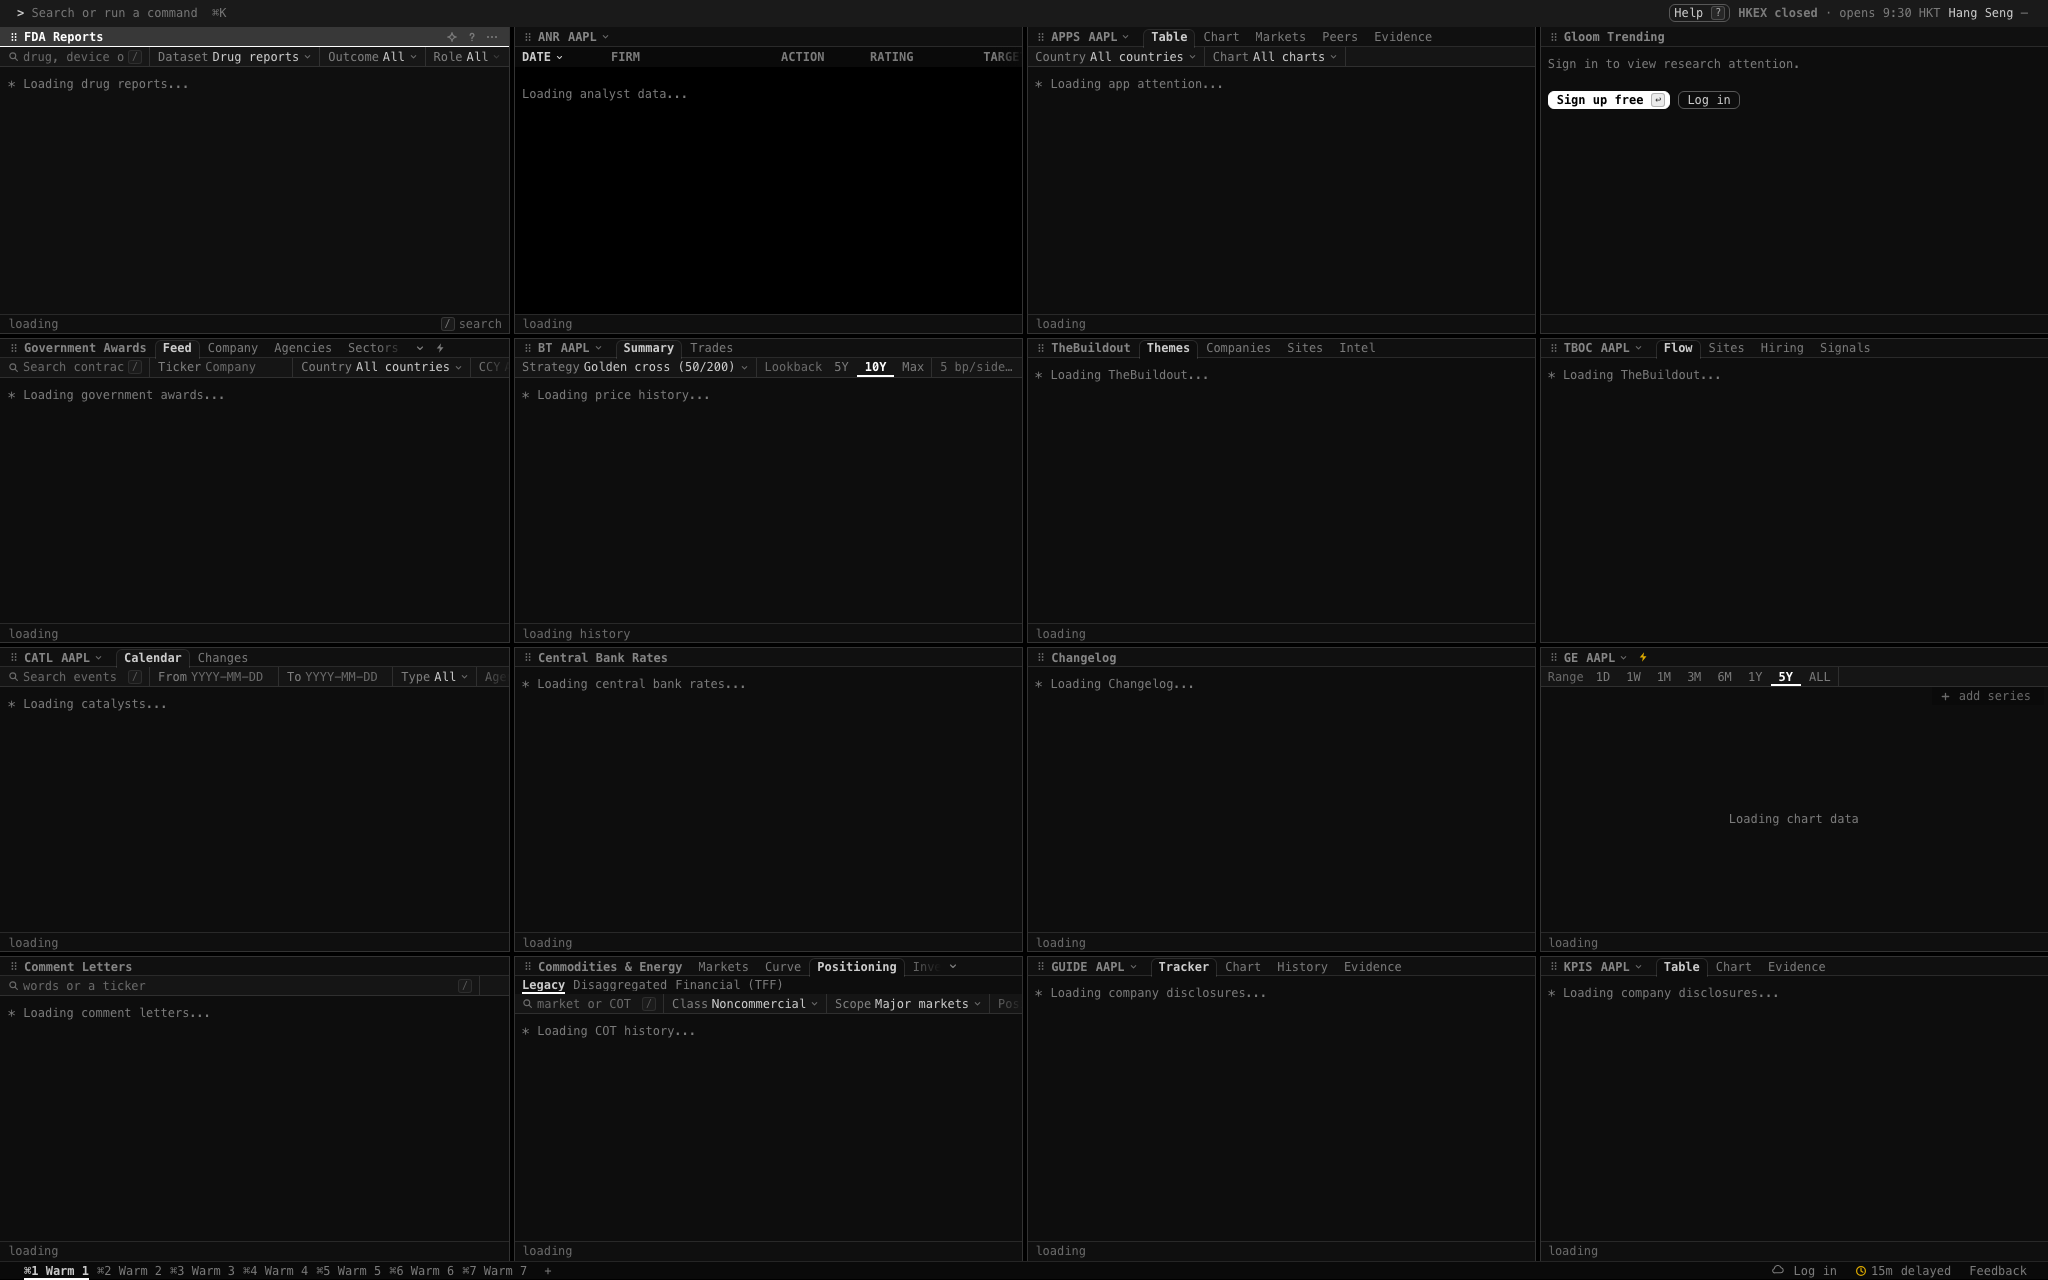 > Search or run a command ⌘K
Help ? HKEX closed · opens 9:30 HKT Hang Seng —
FDA Reports ? ...
drug, device o / Dataset Drug reports Outcome All Role All
* Loading drug reports...
loading / search
ANR AAPL
DATE FIRM ACTION RATING TARGE
Loading analyst data...
loading
APPS AAPL Table Chart Markets Peers Evidence
Country All countries Chart All charts
* Loading app attention...
loading
Gloom Trending
Sign in to view research attention.
Sign up free ↩ Log in
Government Awards Feed Company Agencies Sectors
Search contrac / Ticker Company Country All countries CCY
* Loading government awards...
loading
BT AAPL Summary Trades
Strategy Golden cross (50/200) Lookback 5Y 10Y Max 5 bp/side…
* Loading price history...
loading history
TheBuildout Themes Companies Sites Intel
* Loading TheBuildout...
loading
TBOC AAPL Flow Sites Hiring Signals
* Loading TheBuildout...
CATL AAPL Calendar Changes
Search events / From YYYY-MM-DD To YYYY-MM-DD Type All Age
* Loading catalysts...
loading
Central Bank Rates
* Loading central bank rates...
loading
Changelog
* Loading Changelog...
loading
GE AAPL
Range 1D 1W 1M 3M 6M 1Y 5Y ALL
+ add series
Loading chart data
loading
Comment Letters
words or a ticker /
* Loading comment letters...
loading
Commodities & Energy Markets Curve Positioning Inve
Legacy Disaggregated Financial (TFF)
market or COT / Class Noncommercial Scope Major markets Pos
* Loading COT history...
loading
GUIDE AAPL Tracker Chart History Evidence
* Loading company disclosures...
loading
KPIS AAPL Table Chart Evidence
* Loading company disclosures...
loading
⌘1 Warm 1 ⌘2 Warm 2 ⌘3 Warm 3 ⌘4 Warm 4 ⌘5 Warm 5 ⌘6 Warm 6 ⌘7 Warm 7 +
Log in 15m delayed Feedback